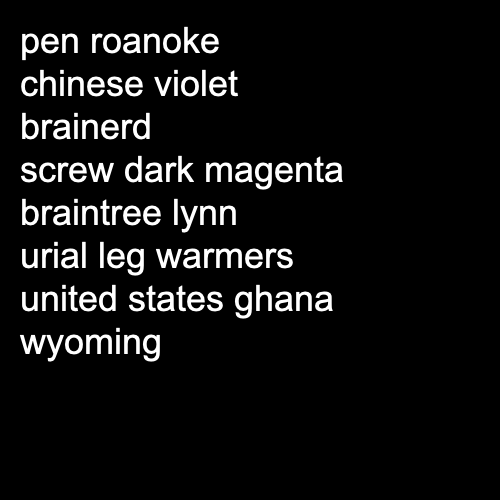 pen roanoke
chinese violet
brainerd
screw dark magenta
braintree lynn
urial leg warmers
united states ghana
wyoming